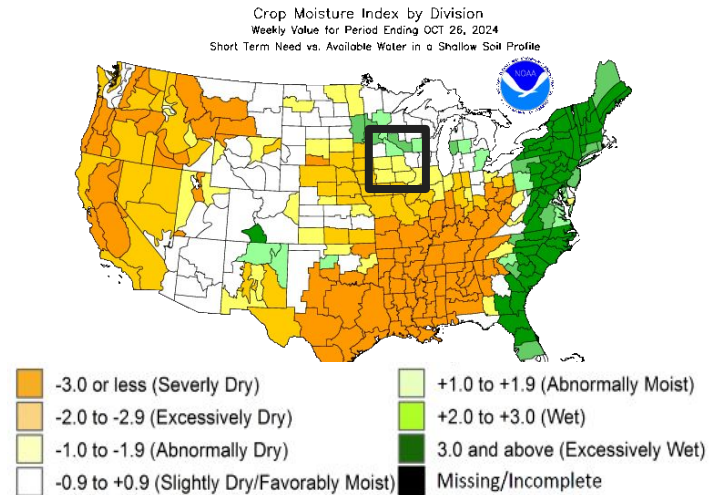 Crop Moisture Index by Division
Weekly Value for Period Ending OCT 26, 2024
Short Term Need vs. Available Water in a Shallow Soil Profile
NOAA
-3.0 or less (Severly Dry)
-2.0 to -2.9 (Excessively Dry)
-1.0 to -1.9 (Abnormally Dry)
-0.9 to +0.9 (Slightly Dry/Favorably Moist)
+1.0 to +1.9 (Abnormally Moist)
+2.0 to +3.0 (Wet)
3.0 and above (Excessively Wet)
Missing/Incomplete